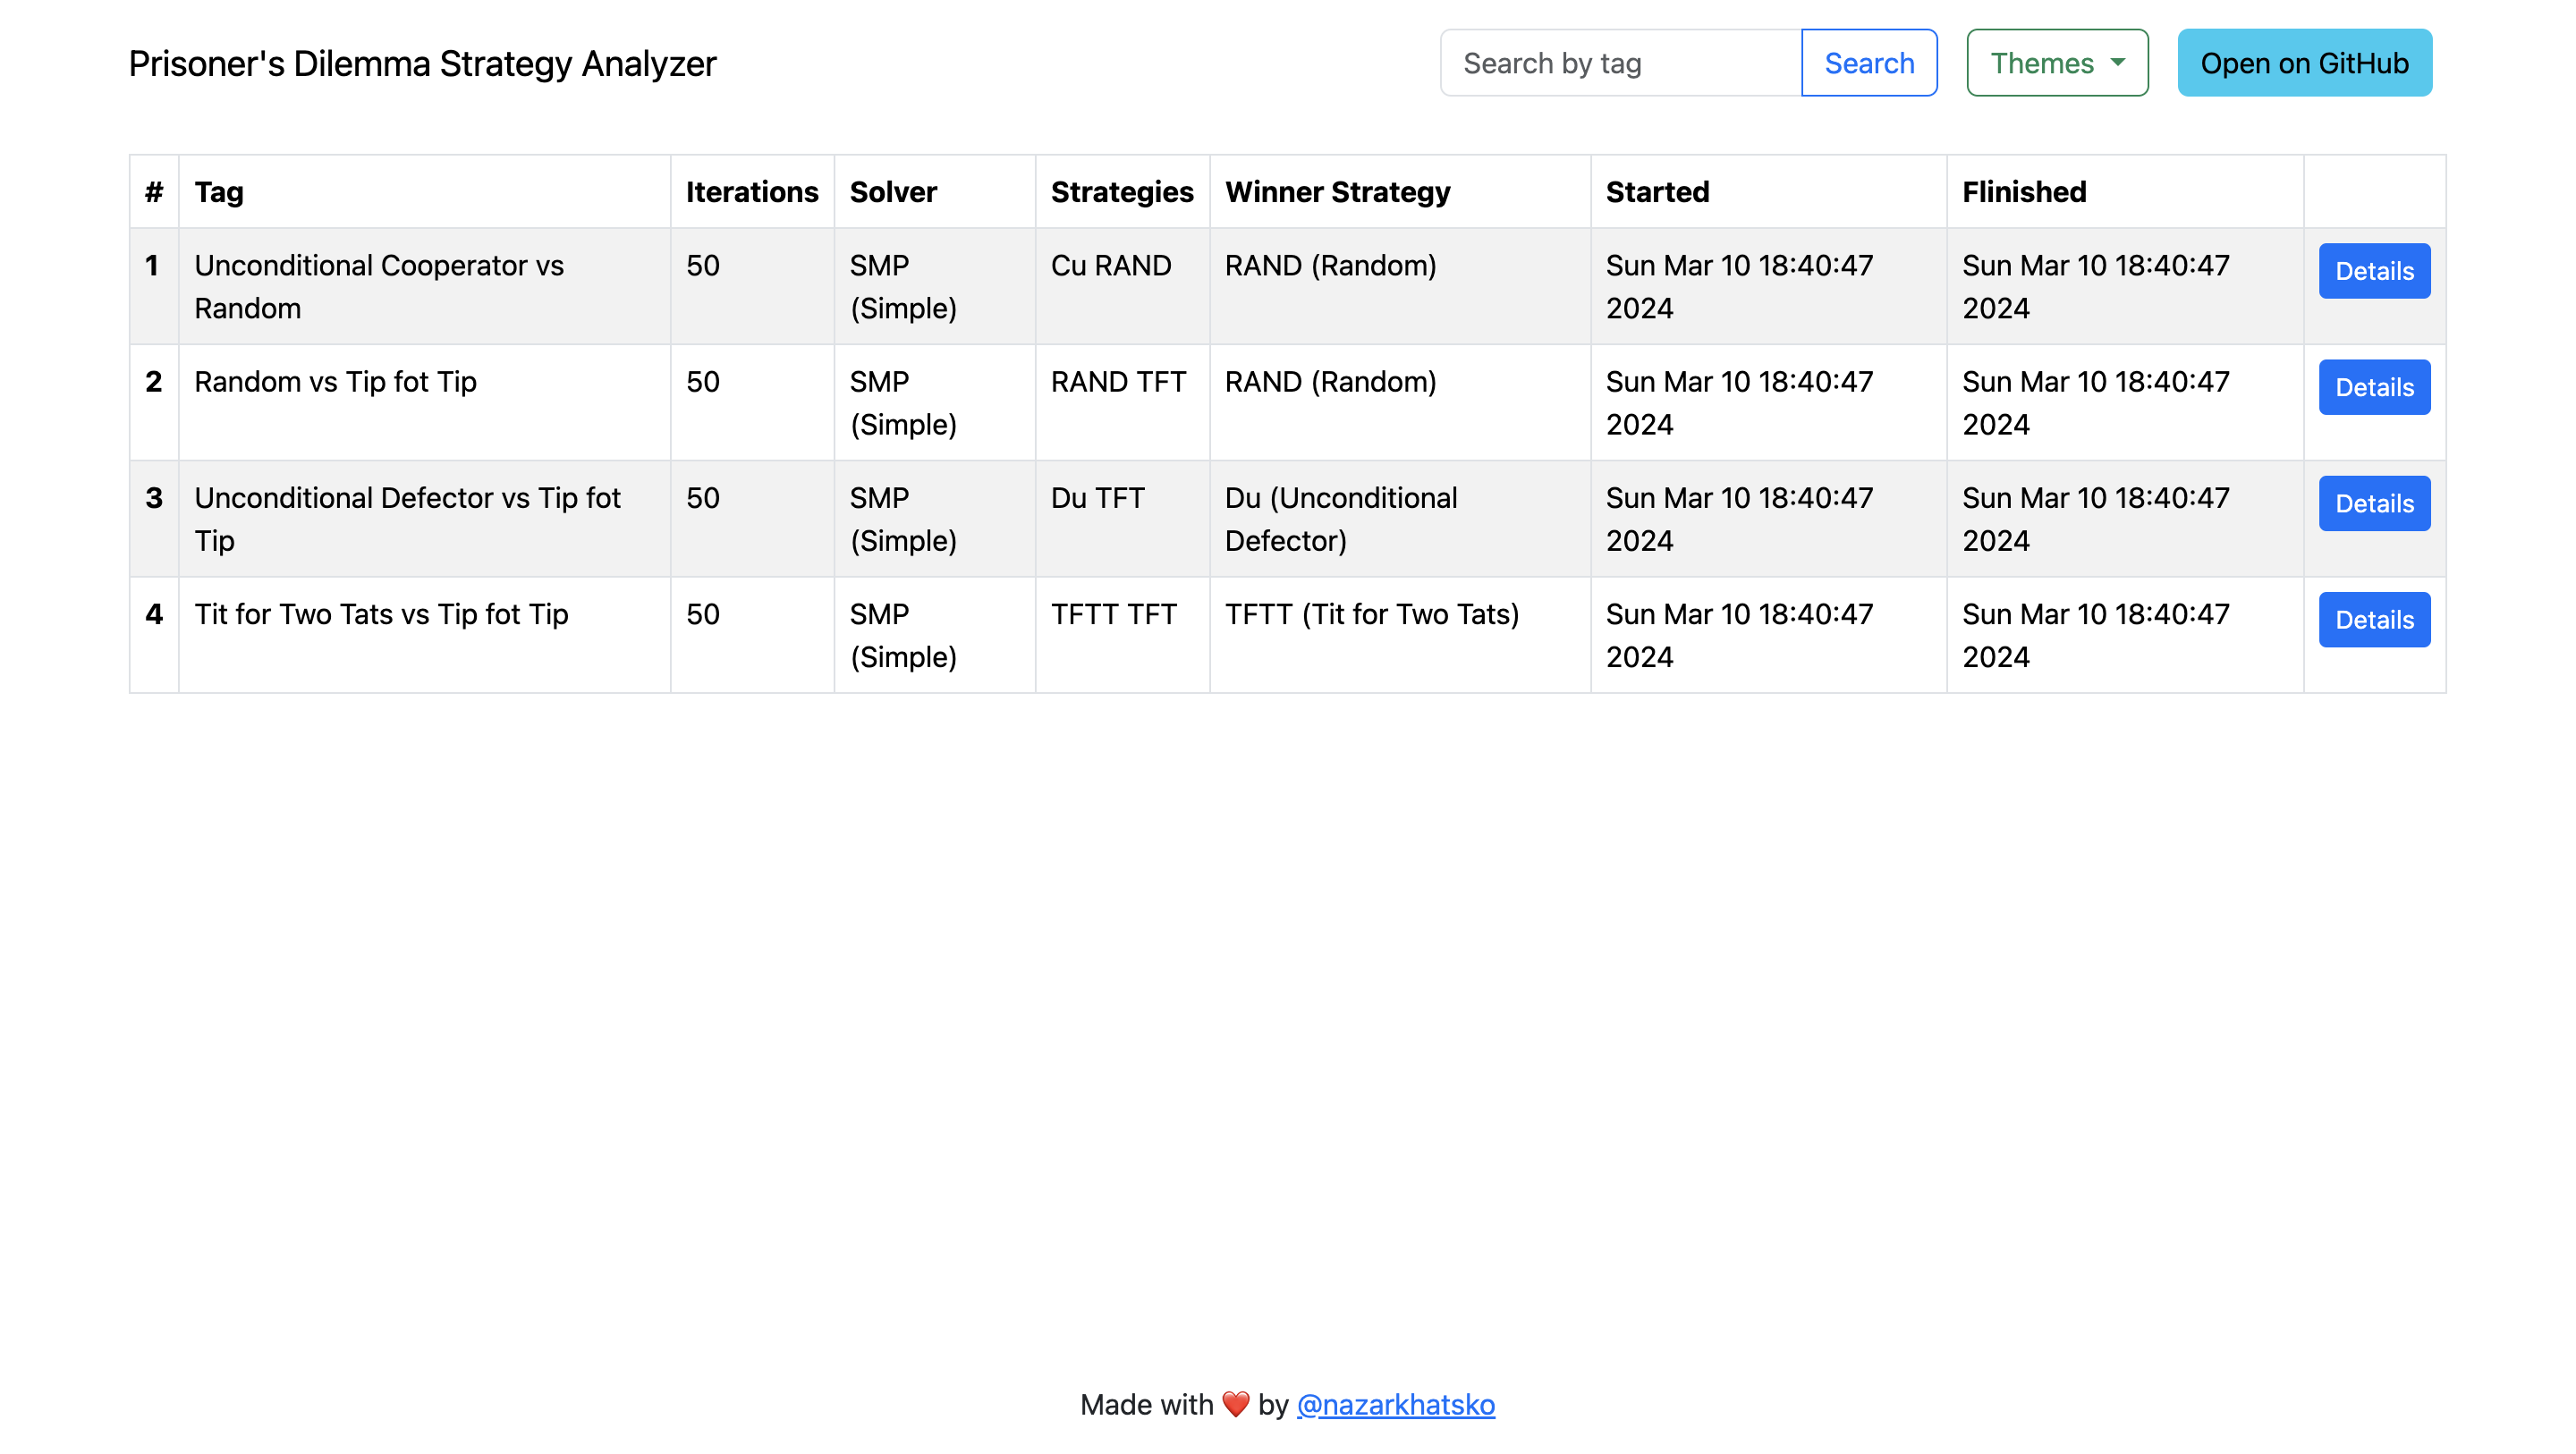 Prisoner's Dilemma Strategy Analyzer
Search by tag
Search
Themes
Open on GitHub
# Tag Iterations Solver Strategies Winner Strategy Started Flinished
1 Unconditional Cooperator vs 50 SMP Cu RAND RAND (Random) Sun Mar 10 18:40:47 Sun Mar 10 18:40:47 Details
Random (Simple) 2024 2024
2 Random vs Tip fot Tip 50 SMP RAND TFT RAND (Random) Sun Mar 10 18:40:47 Sun Mar 10 18:40:47 Details
(Simple) 2024 2024
3 Unconditional Defector vs Tip fot 50 SMP Du TFT Du (Unconditional Sun Mar 10 18:40:47 Sun Mar 10 18:40:47 Details
Tip (Simple) Defector) 2024 2024
4 Tit for Two Tats vs Tip fot Tip 50 SMP TFTT TFT TFTT (Tit for Two Tats) Sun Mar 10 18:40:47 Sun Mar 10 18:40:47 Details
(Simple) 2024 2024
Made with ❤️ by @nazarkhatsko